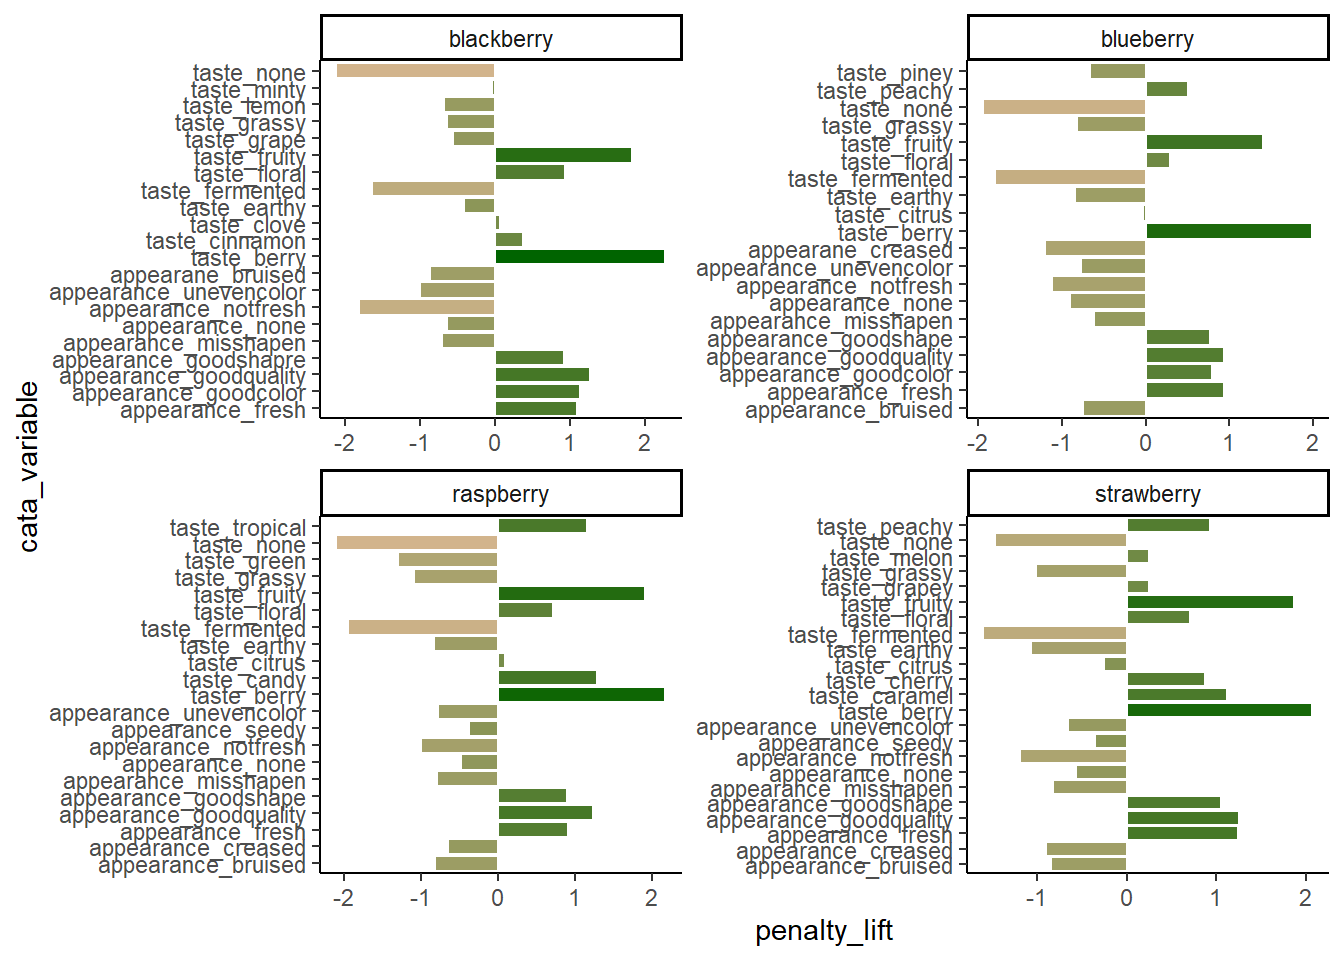 blackberry
taste_none
taste_minty
taste_lemon
taste_grassy
taste_grape
taste_fruity
taste_floral
taste_fermented
taste_earthy
taste_clove
taste_cinnamon
taste_berry
appearane_bruised
appearance_unevencolor
appearance_notfresh
appearance_none
appearance_misshapen
appearance_goodshapre
appearance_goodquality
appearance_goodcolor
appearance_fresh
-2 -1 0 1 2
blueberry
taste_piney
taste_peachy
taste_none
taste_grassy
taste_fruity
taste_floral
taste_fermented
taste_earthy
taste_citrus
taste_berry
appearane_creased
appearance_unevencolor
appearance_notfresh
appearance_none
appearance_misshapen
appearance_goodshape
appearance_goodquality
appearance_goodcolor
appearance_fresh
appearance_bruised
-2 -1 0 1 2
raspberry
taste_tropical
taste_none
taste_green
taste_grassy
taste_fruity
taste_floral
taste_fermented
taste_earthy
taste_citrus
taste_candy
taste_berry
appearance_unevencolor
appearance_seedy
appearance_notfresh
appearance_none
appearance_misshapen
appearance_goodshape
appearance_goodquality
appearance_fresh
appearance_creased
appearance_bruised
-2 -1 0 1 2
strawberry
taste_peachy
taste_none
taste_melon
taste_grassy
taste_grapey
taste_fruity
taste_floral
taste_fermented
taste_earthy
taste_citrus
taste_cherry
taste_caramel
taste_berry
appearance_unevencolor
appearance_seedy
appearance_notfresh
appearance_none
appearance_misshapen
appearance_goodshape
appearance_goodquality
appearance_fresh
appearance_creased
appearance_bruised
-1 0 1 2
cata_variable
penalty_lift